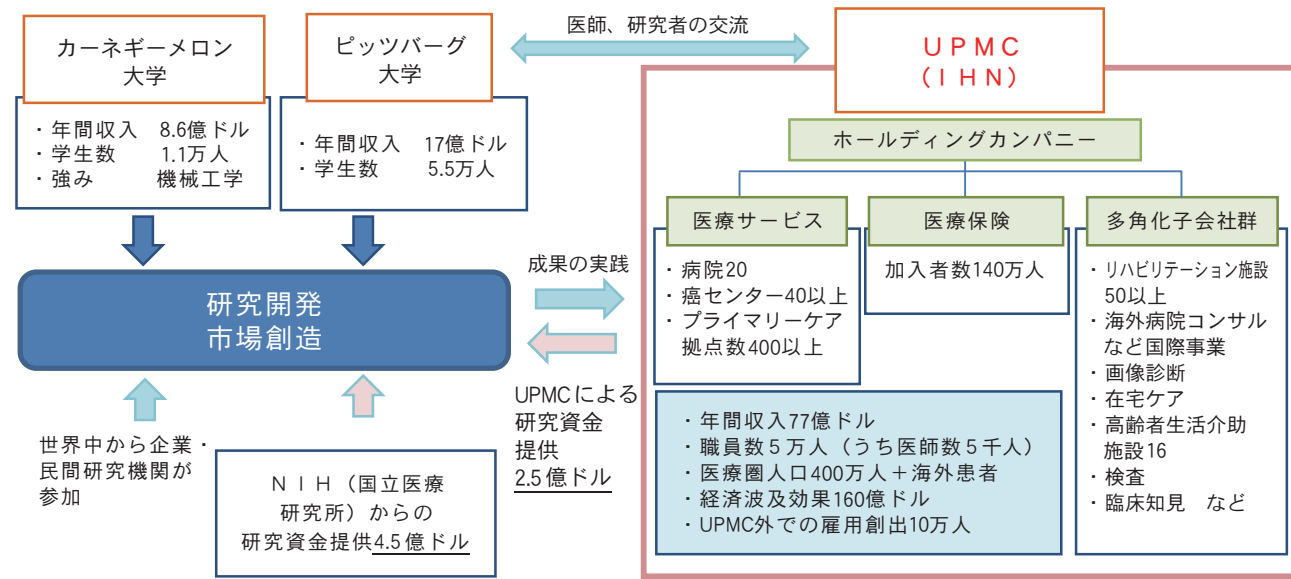 カーネギーメロン
大学
・年間収入 8.6億ドル
・学生数 1.1万人
・強み 機械工学
ピッツバーグ
大学
・年間収入 17億ドル
・学生数 5.5万人
医師、研究者の交流
UPMC
(IHN)
ホールディングカンパニー
医療サービス
・病院20
・癌センター40以上
・プライマリーケア
拠点数400以上
医療保険
加入者数140万人
多角化子会社群
・リハビリテーション施設
50以上
・海外病院コンサル
など国際事業
・画像診断
・在宅ケア
・高齢者生活介助
施設16
・検査
・臨床知見 など
・年間収入77億ドル
・職員数5万人(うち医師数5千人)
・医療圏人口400万人+海外患者
・経済波及効果160億ドル
・UPMC外での雇用創出10万人
研究開発
市場創造
成果の実践
UPMCによる
研究資金
提供
2.5億ドル
世界中から企業・
民間研究機関が
参加
NIH(国立医療
研究所)からの
研究資金提供4.5億ドル